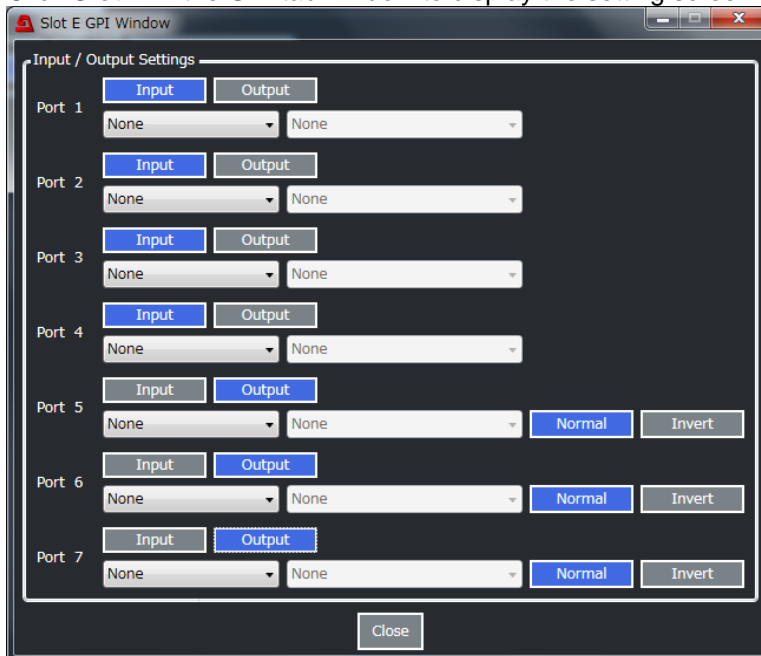 Slot E GPI Window
Input / Output Settings
Port 1
Input Output
None None
Port 2
Input Output
None None
Port 3
Input Output
None None
Port 4
Input Output
None None
Port 5
Input Output
None None Normal Invert
Port 6
Input Output
None None Normal Invert
Port 7
Input Output
None None Normal Invert
Close